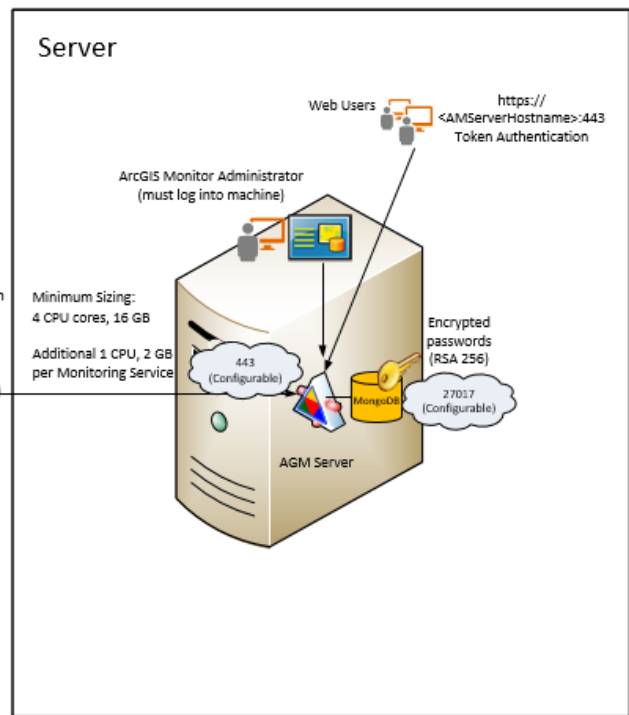 Server
Web Users
https://
<AMServerHostname>:443
Token Authentication
ArcGIS Monitor Administrator
(must log into machine)
Minimum Sizing:
4 CPU cores, 16 GB
Additional 1 CPU, 2 GB
per Monitoring Service
443
(Configurable)
Encrypted
passwords
(RSA 256)
MongoDB
27017
(Configurable)
AGM Server